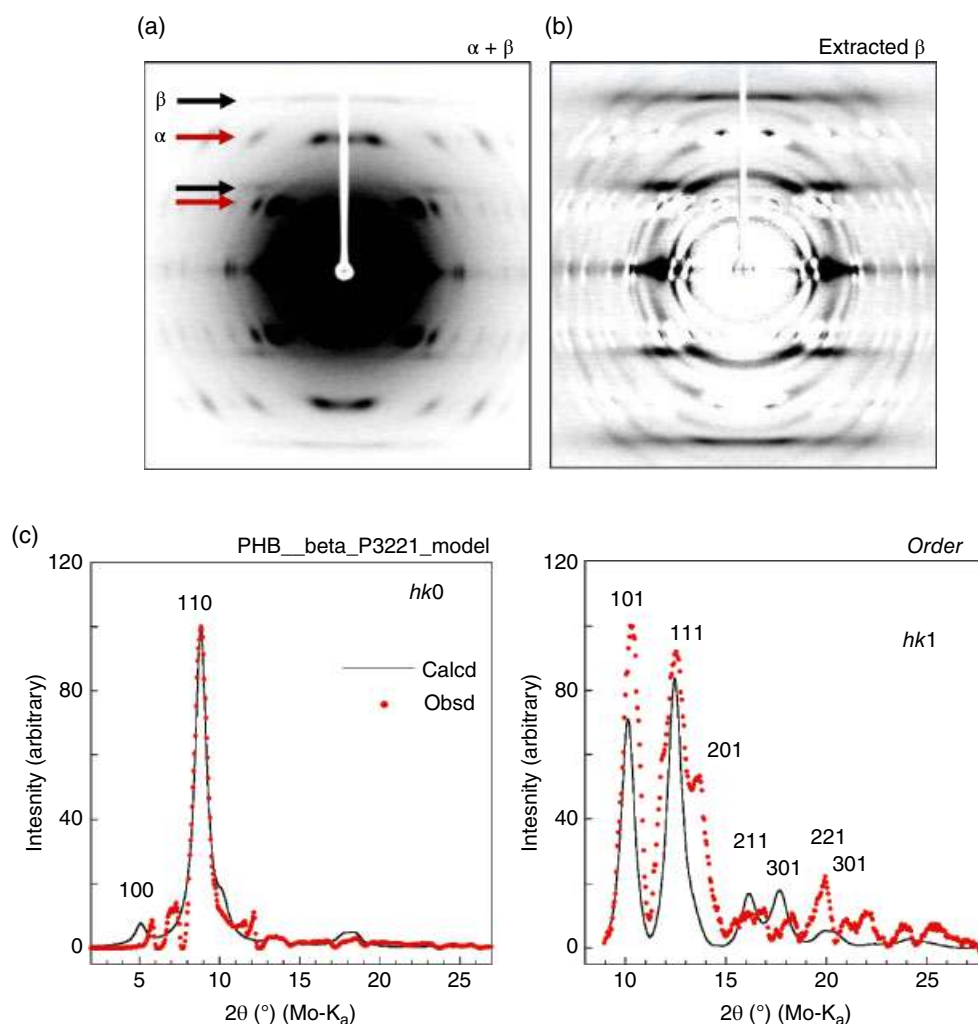 (a)
α + β
(b)
Extracted β
β
α
(c)
PHB__beta_P3221_model
Order
120
80
40
0
Intesnity (arbitrary)
hk0
110
100
Calcd
Obsd
5
10
15
20
25
2θ (°) (Mo-Ka)
120
80
40
0
Intesnity (arbitrary)
hk1
101
111
201
211
301
221
301
10
15
20
25
2θ (°) (Mo-Ka)